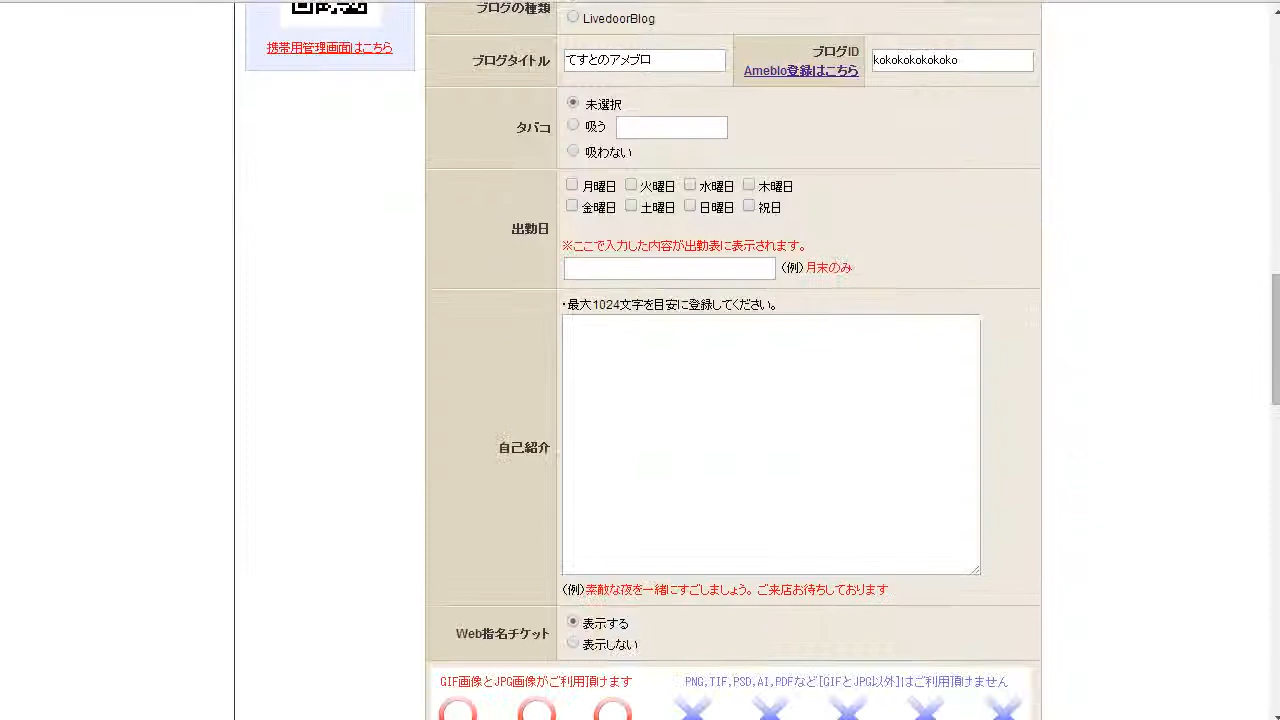 ブログの種類
LivedoorBlog
携帯用管理画面はこちら
ブログタイトル
てすとのアメブロ
ブログID
Ameblo登録はこちら
kokokokokokoko
タバコ
未選択
吸う
吸わない
出勤日
月曜日 火曜日 水曜日 木曜日
金曜日 土曜日 日曜日 祝日
※ここで入力した内容が出勤表に表示されます。
（例）月末のみ
自己紹介
・最大1024文字を目安に登録してください。
（例）素敵な夜を一緒にすごしましょう。ご来店お待ちしております
Web指名チケット
表示する
表示しない
GIF画像とJPG画像がご利用頂けます
PNG,TIF,PSD,AI,PDFなど[GIFとJPG以外]はご利用頂けません